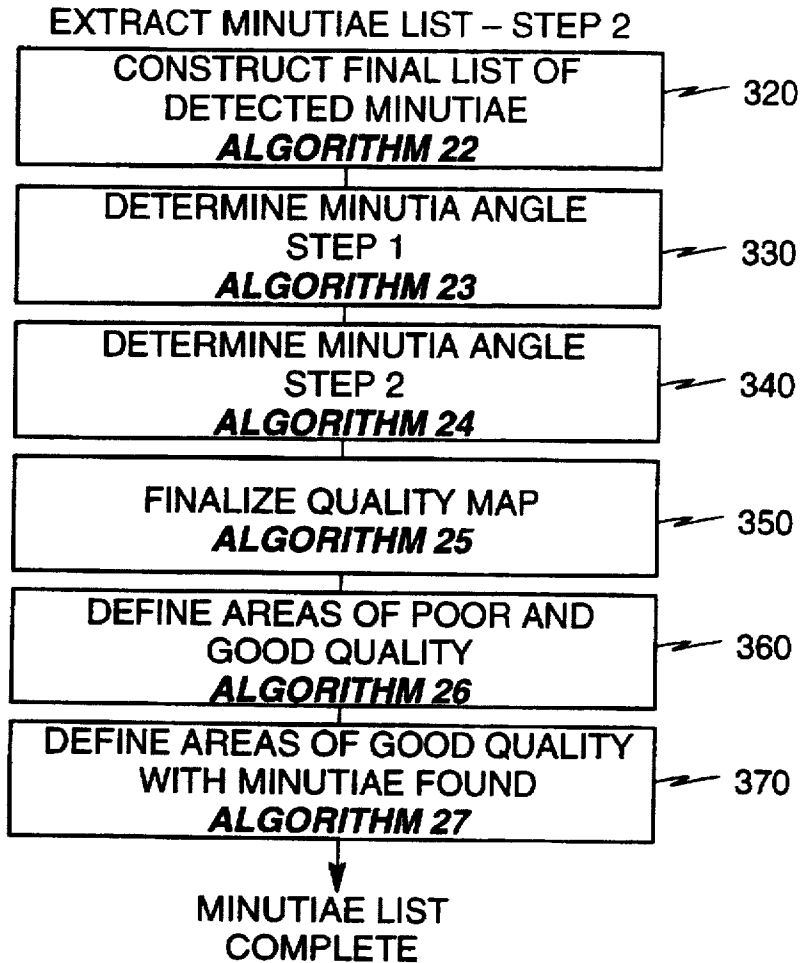 EXTRACT MINUTIAE LIST – STEP 2
CONSTRUCT FINAL LIST OF
DETECTED MINUTIAE
ALGORITHM 22
320
DETERMINE MINUTIA ANGLE
STEP 1
ALGORITHM 23
330
DETERMINE MINUTIA ANGLE
STEP 2
ALGORITHM 24
340
FINALIZE QUALITY MAP
ALGORITHM 25
350
DEFINE AREAS OF POOR AND
GOOD QUALITY
ALGORITHM 26
360
DEFINE AREAS OF GOOD QUALITY
WITH MINUTIAE FOUND
ALGORITHM 27
370
MINUTIAE LIST
COMPLETE